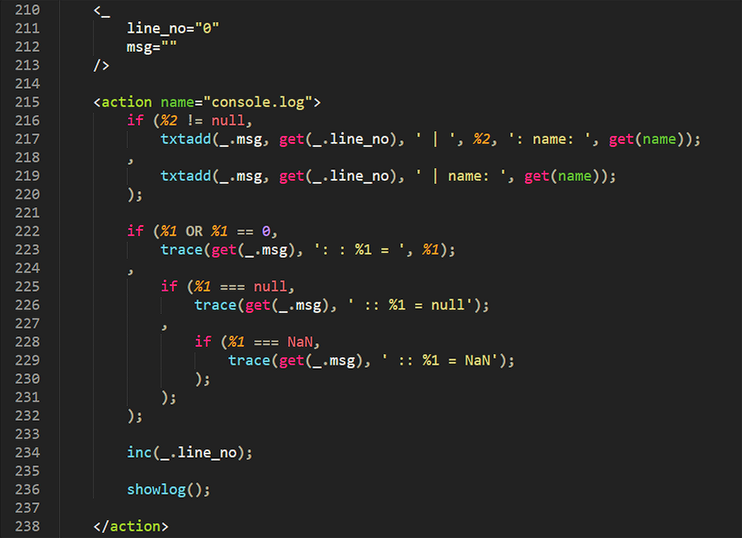 210 <_
211 line_no="0"
212 msg=""
213 />
214
215 <action name="console.log">
216 if (%2 != null,
217 txtadd(_.msg, get(_.line_no), ' | ', %2, ': name: ', get(name));
218 ,
219 txtadd(_.msg, get(_.line_no), ' | name: ', get(name));
220 );
221
222 if (%1 OR %1 == 0,
223 trace(get(_.msg), ': : %1 = ', %1);
224 ,
225 if (%1 === null,
226 trace(get(_.msg), ' :: %1 = null');
227 ,
228 if (%1 === NaN,
229 trace(get(_.msg), ' :: %1 = NaN');
230 );
231 );
232 );
233
234 inc(_.line_no);
235
236 showlog();
237
238 </action>